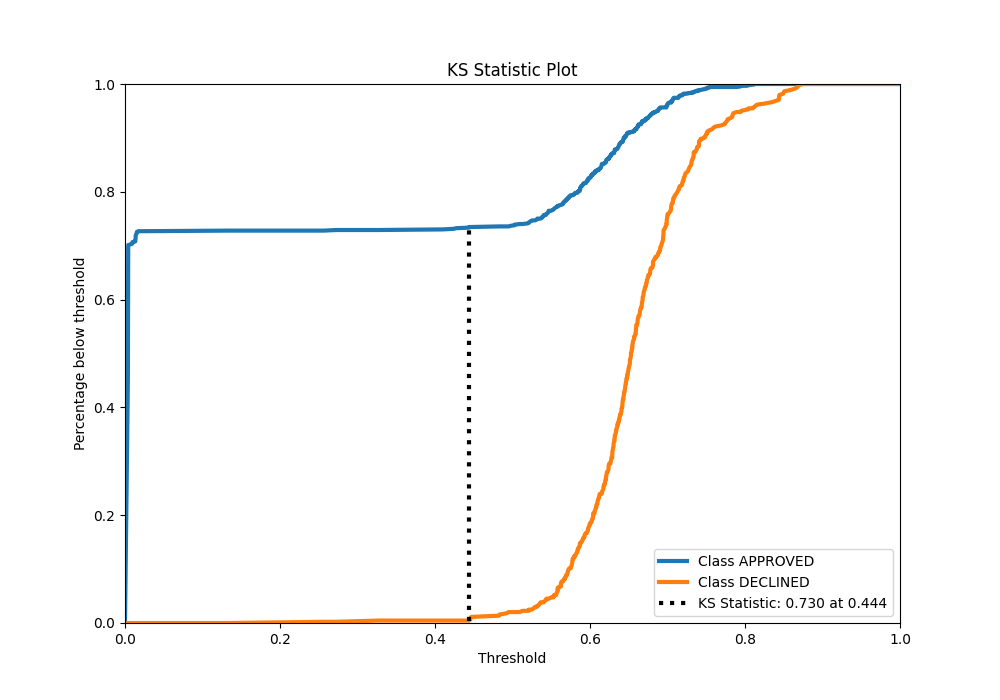 KS Statistic Plot
1.0
0.8
0.6
0.4
0.2
0.0
Percentage below threshold
0.0 0.2 0.4 0.6 0.8 1.0
Threshold
Class APPROVED
Class DECLINED
KS Statistic: 0.730 at 0.444